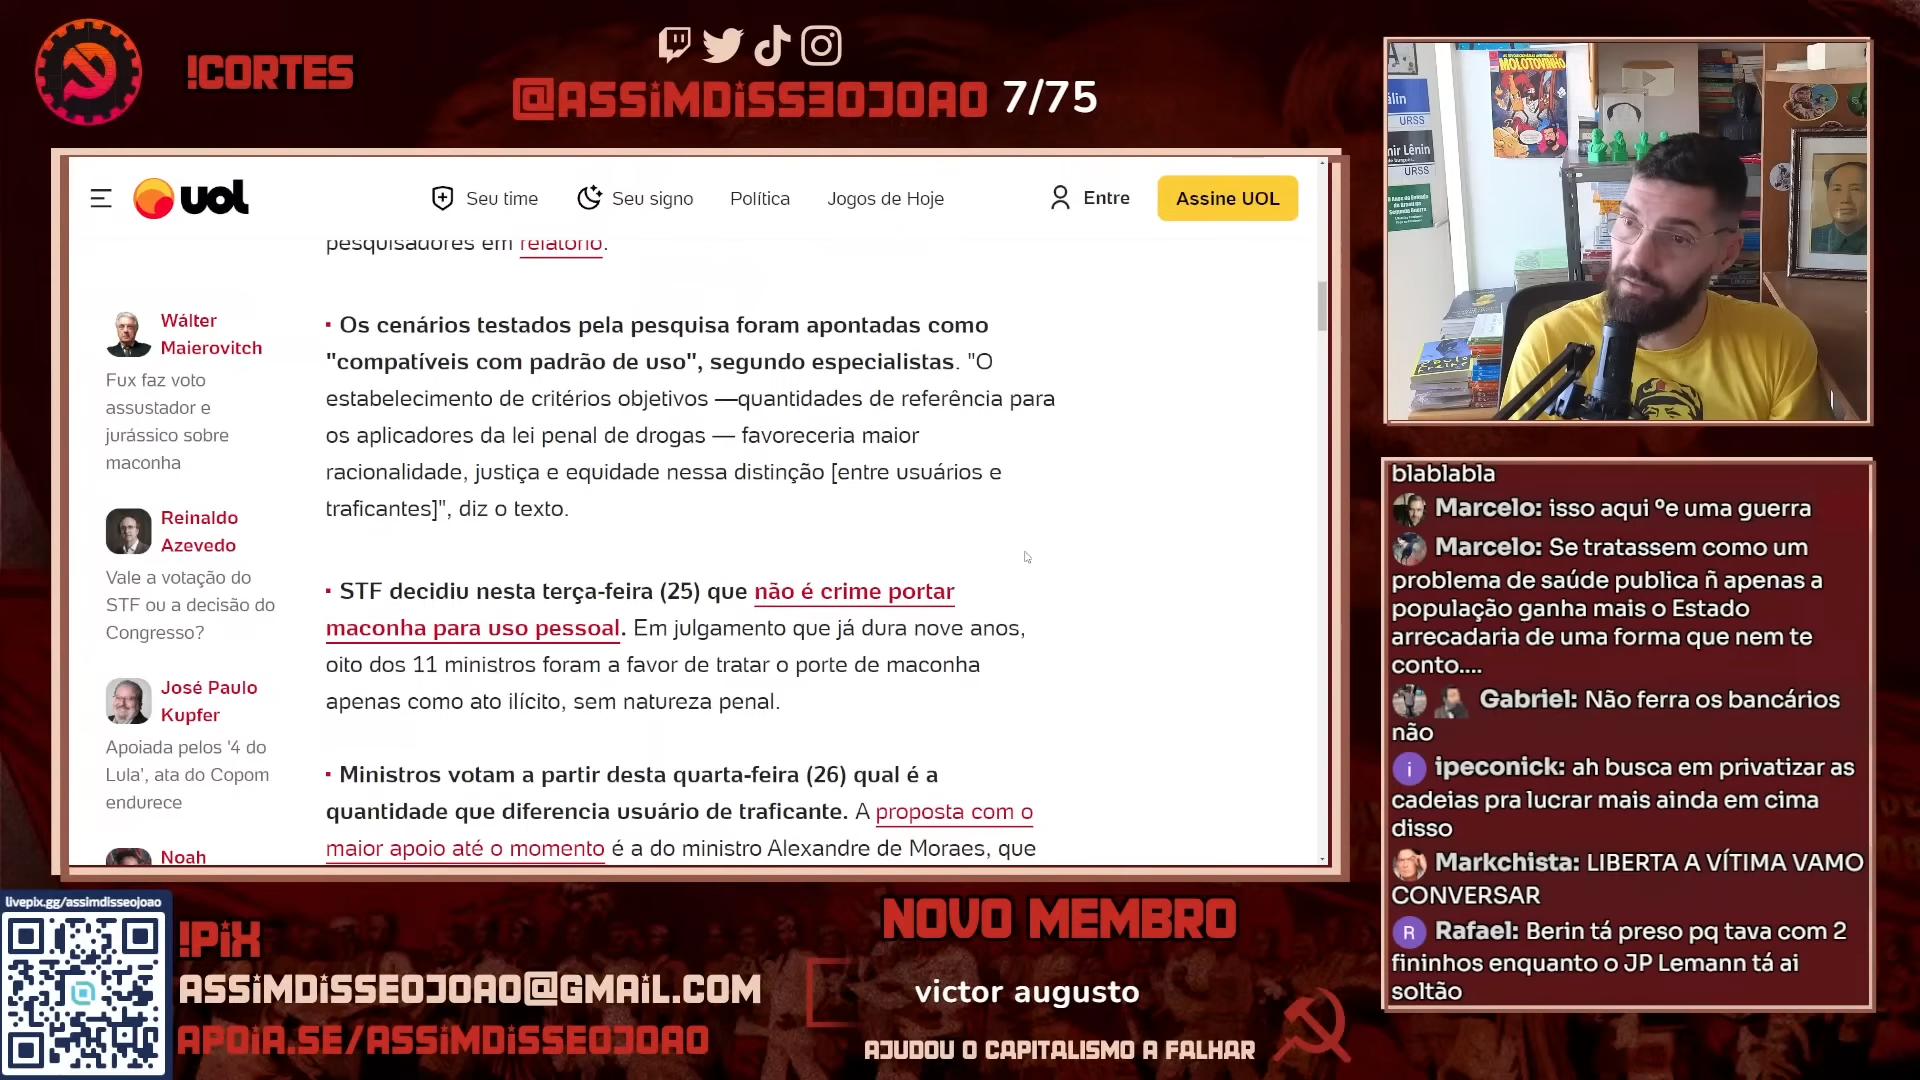 !CORTES
@ASSIMDISSEOJOAO 7/75
uol
Seu time
Seu signo
Política
Jogos de Hoje
Entre
Assine UOL
pesquisadores em relatório.
Wálter
Maierovitch
Fux faz voto
assustador e
jurássico sobre
maconha
Reinaldo
Azevedo
Vale a votação do
STF ou a decisão do
Congresso?
José Paulo
Kupfer
Apoiada pelos '4 do
Lula', ata do Copom
endurece
Noah
Os cenários testados pela pesquisa foram apontadas como
"compatíveis com padrão de uso", segundo especialistas. "O
estabelecimento de critérios objetivos —quantidades de referência para
os aplicadores da lei penal de drogas — favoreceria maior
racionalidade, justiça e equidade nessa distinção [entre usuários e
traficantes]", diz o texto.
STF decidiu nesta terça-feira (25) que não é crime portar
maconha para uso pessoal. Em julgamento que já dura nove anos,
oito dos 11 ministros foram a favor de tratar o porte de maconha
apenas como ato ilícito, sem natureza penal.
Ministros votam a partir desta quarta-feira (26) qual é a
quantidade que diferencia usuário de traficante. A proposta com o
maior apoio até o momento é a do ministro Alexandre de Moraes, que
MOLOTOVINHO
URSS
URSS
blablabla
Marcelo: isso aqui ºe uma guerra
Marcelo: Se tratassem como um
problema de saúde publica ñ apenas a
população ganha mais o Estado
arrecadaria de uma forma que nem te
conto....
Gabriel: Não ferra os bancários
não
i ipeconick: ah busca em privatizar as
cadeias pra lucrar mais ainda em cima
disso
Markchista: LIBERTA A VÍTIMA VAMO
CONVERSAR
R Rafael: Berin tá preso pq tava com 2
fininhos enquanto o JP Lemann tá ai
soltão
livepix.gg/assimdisseojoao
!PIX
ASSIMDISSEOJOAO@GMAIL.COM
APOIA.SE/ASSIMDISSEOJOAO
NOVO MEMBRO
victor augusto
AJUDOU O CAPITALISMO A FALHAR